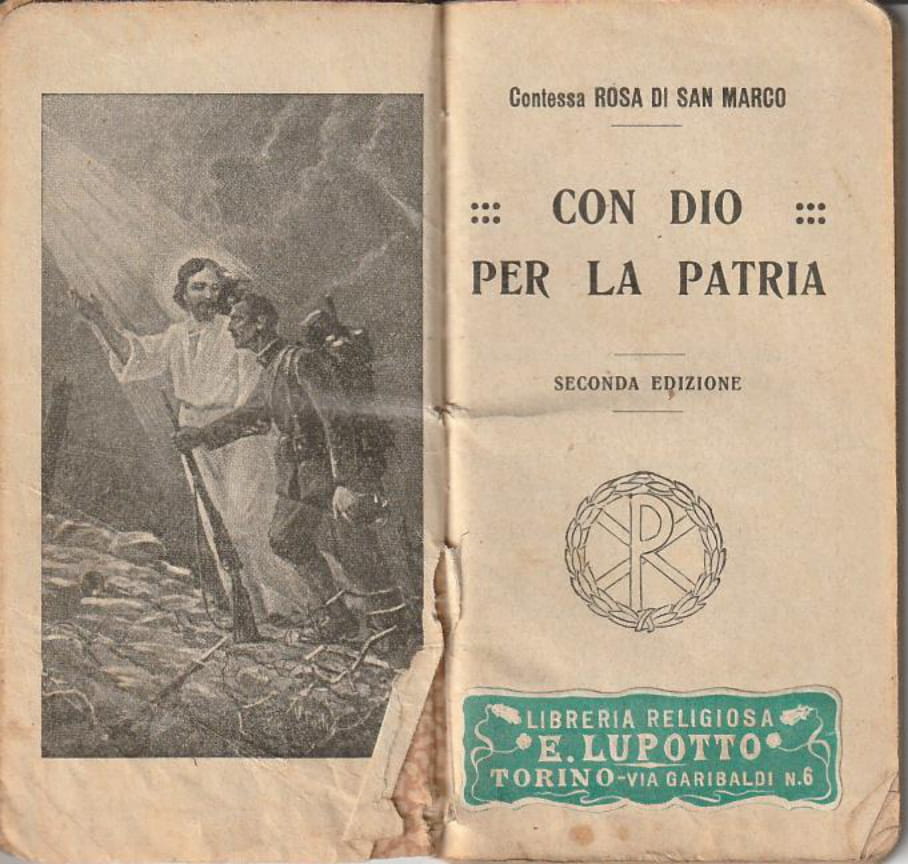 Contessa ROSA DI SAN MARCO
::: CON DIO :::
PER LA PATRIA
SECONDA EDIZIONE
LIBRERIA RELIGIOSA
E. LUPOTTO
TORINO-VIA GARIBALDI N.6